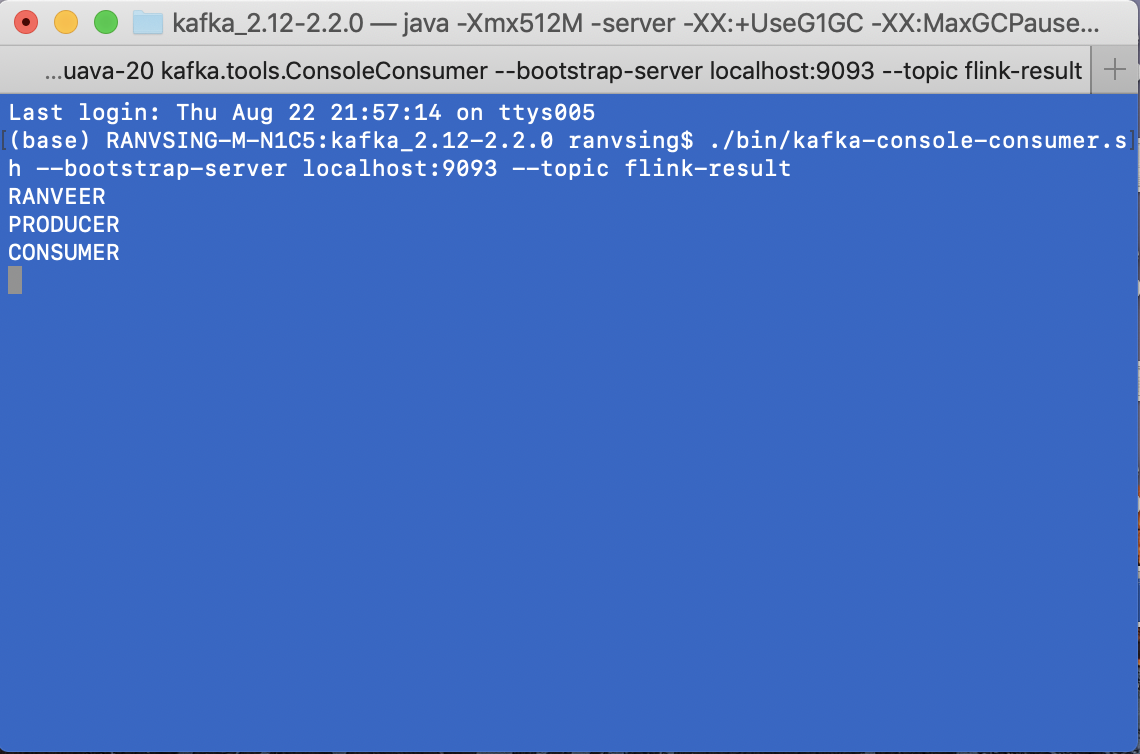 kafka_2.12-2.2.0 — java -Xmx512M -server -XX:+UseG1GC -XX:MaxGCPause...
...uava-20 kafka.tools.ConsoleConsumer --bootstrap-server localhost:9093 --topic flink-result
Last login: Thu Aug 22 21:57:14 on ttys005
[(base) RANVSING-M-N1C5:kafka_2.12-2.2.0 ranvsing$ ./bin/kafka-console-consumer.s]
h --bootstrap-server localhost:9093 --topic flink-result
RANVEER
PRODUCER
CONSUMER